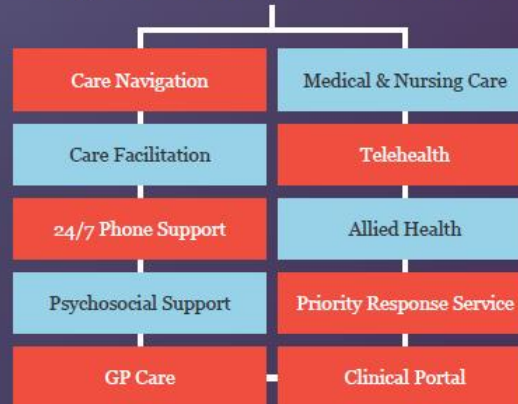 Care Navigation
Medical & Nursing Care
Care Facilitation
Telehealth
24/7 Phone Support
Allied Health
Psychosocial Support
Priority Response Service
GP Care
Clinical Portal